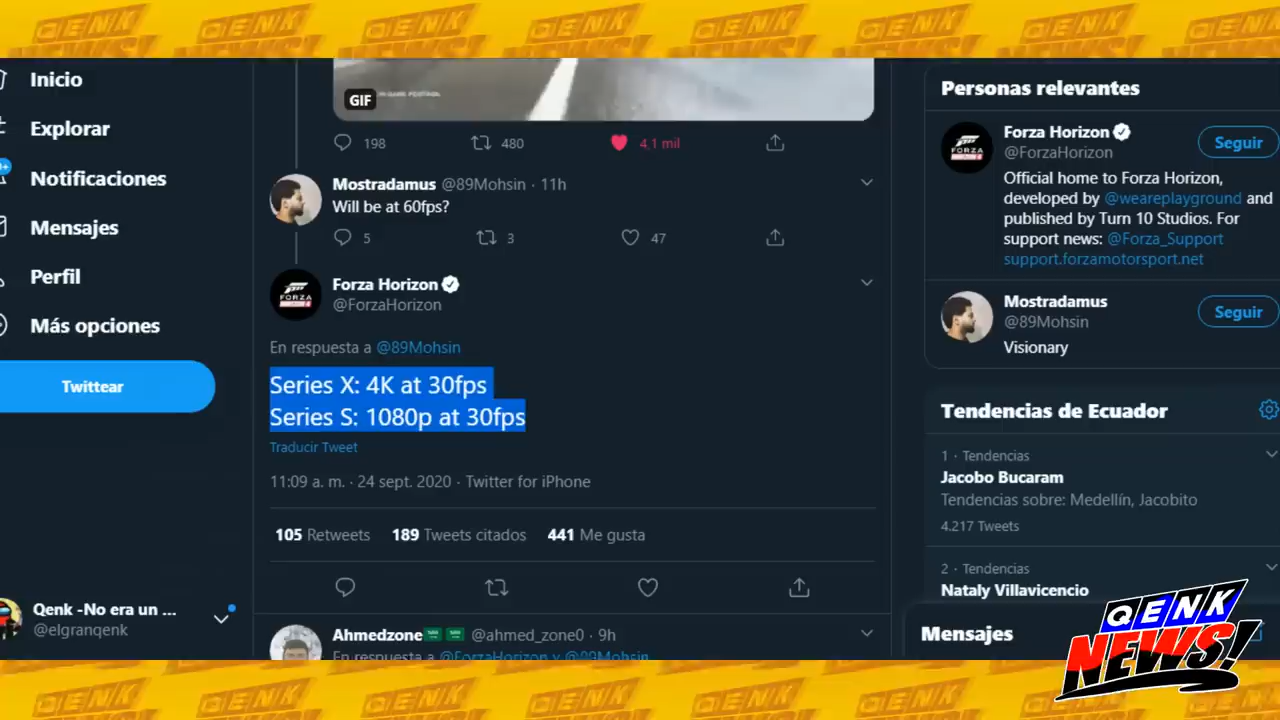 QENK NEWS!
Inicio
Explorar
Notificaciones
Mensajes
Perfil
Más opciones
Twittear
Qenk -No era un ...
@elgranqenk
GIF
198 480 4,1 mil
Mostradamus @89Mohsin · 11h
Will be at 60fps?
5 3 47
Forza Horizon
@ForzaHorizon
En respuesta a @89Mohsin
Series X: 4K at 30fps
Series S: 1080p at 30fps
Traducir Tweet
11:09 a. m. · 24 sept. 2020 · Twitter for iPhone
105 Retweets 189 Tweets citados 441 Me gusta
Ahmedzone @ahmed_zone0 · 9h
En respuesta a @ForzaHorizon y @89Mohsin
Personas relevantes
Forza Horizon
@ForzaHorizon
Seguir
Official home to Forza Horizon,
developed by @weareplayground and
published by Turn 10 Studios. For
support news: @Forza_Support
support.forzamotorsport.net
Mostradamus
@89Mohsin
Seguir
Visionary
Tendencias de Ecuador
1 · Tendencias
Jacobo Bucaram
Tendencias sobre: Medellín, Jacobito
4.217 Tweets
2 · Tendencias
Nataly Villavicencio
Mensajes
QENK
NEWS!